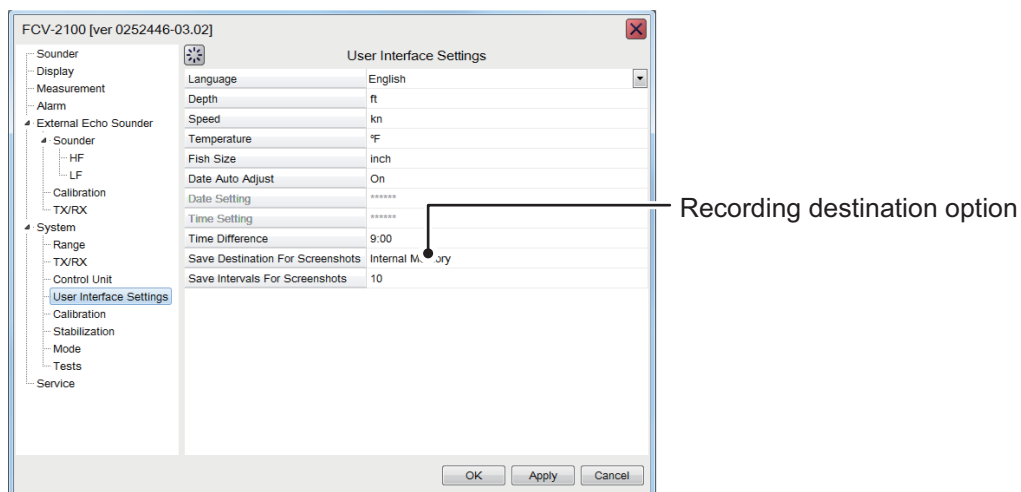 FCV-2100 [ver 0252446-03.02]
User Interface Settings
Sounder
Display
Measurement
Alarm
External Echo Sounder
Sounder
HF
LF
Calibration
TX/RX
System
Range
TX/RX
Control Unit
User Interface Settings
Calibration
Stabilization
Mode
Tests
Service
Language English
Depth ft
Speed kn
Temperature °F
Fish Size inch
Date Auto Adjust On
Date Setting ******
Time Setting ******
Time Difference 9:00
Save Destination For Screenshots Internal Memory
Save Intervals For Screenshots 10
Recording destination option
OK Apply Cancel